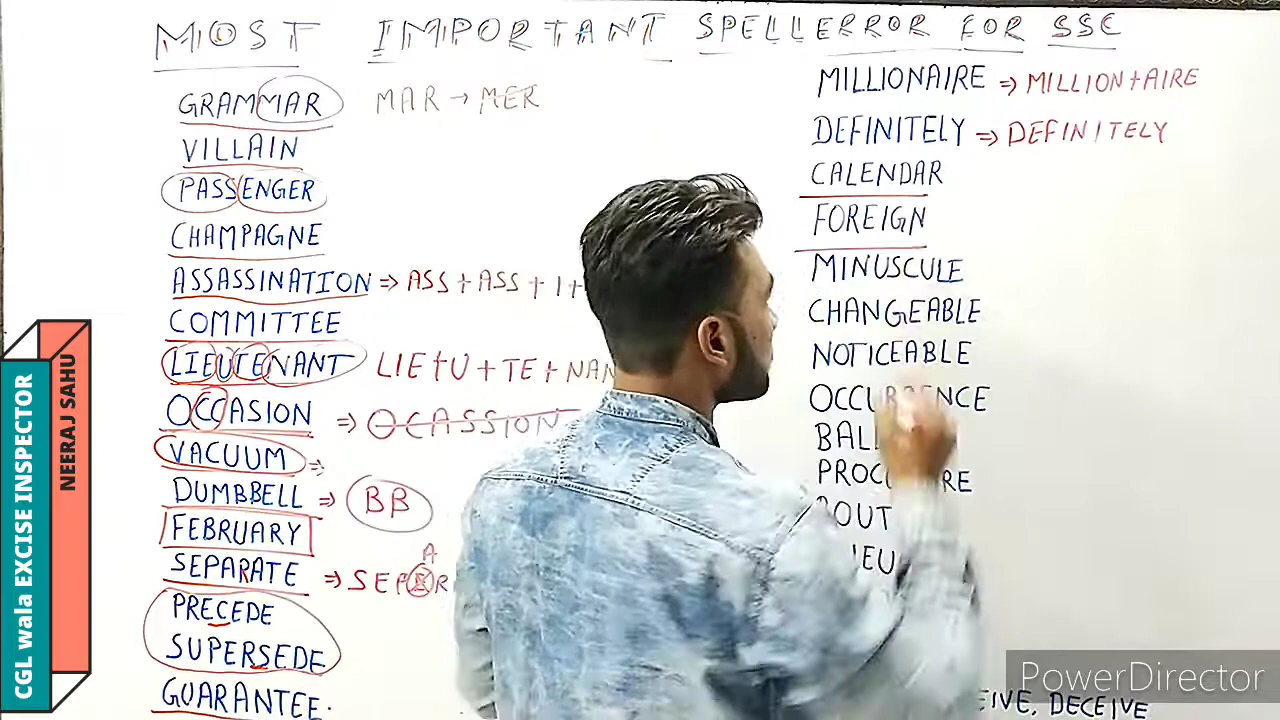 MOST IMPORTANT SPELLERROR FOR SSC
GRAMMAR MAR → MER
VILLAIN
PASSENGER
CHAMPAGNE
ASSASSINATION ⇒ ASS + ASS + I +
COMMITTEE
LIEUTENANT LIE + U + TE + NAN
OCCASION ⇒ OCASSION
VACUUM ⇒
DUMBBELL ⇒ BB
FEBRUARY
SEPARATE ⇒
PRECEDE
SUPERSEDE
GUARANTEE.
MILLIONAIRE ⇒ MILLION + AIRE
DEFINITELY ⇒ DEFINITELY
CALENDAR
FOREIGN
MINUSCULE
CHANGEABLE
NOTICEABLE
DECEIVE
CGL wala EXCISE INSPECTOR
NEERAJ SAHU
PowerDirector